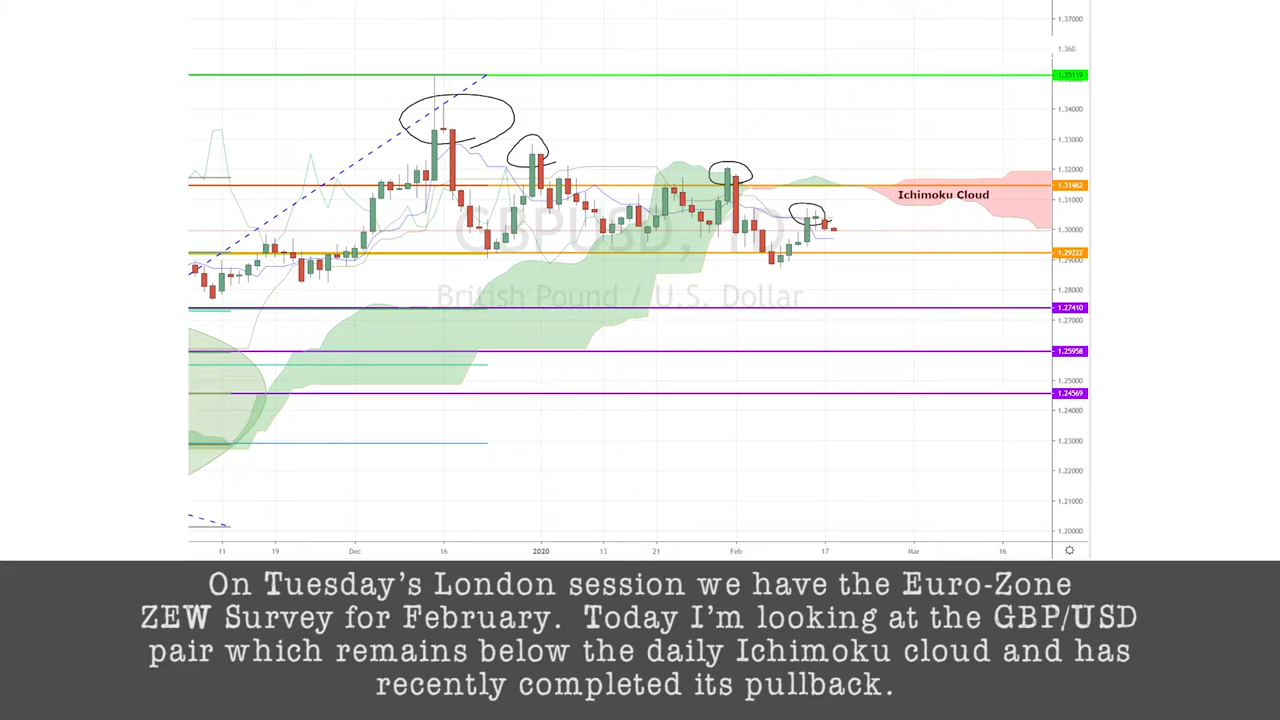 1.37000
1.360
1.35119
1.34000
1.33000
1.32000
1.31462
Ichimoku Cloud
1.31000
GBPUSD, 1D
1.30000
1.29222
1.29000
British Pound / U.S. Dollar
1.28000
1.27410
1.27000
1.25958
1.25000
1.24569
1.24000
1.23000
1.22000
1.21000
1.20000
11 19 Dec 16 2020 13 21 Feb 17 Mar 16
On Tuesday's London session we have the Euro-Zone
ZEW Survey for February. Today I'm looking at the GBP/USD
pair which remains below the daily Ichimoku cloud and has
recently completed its pullback.